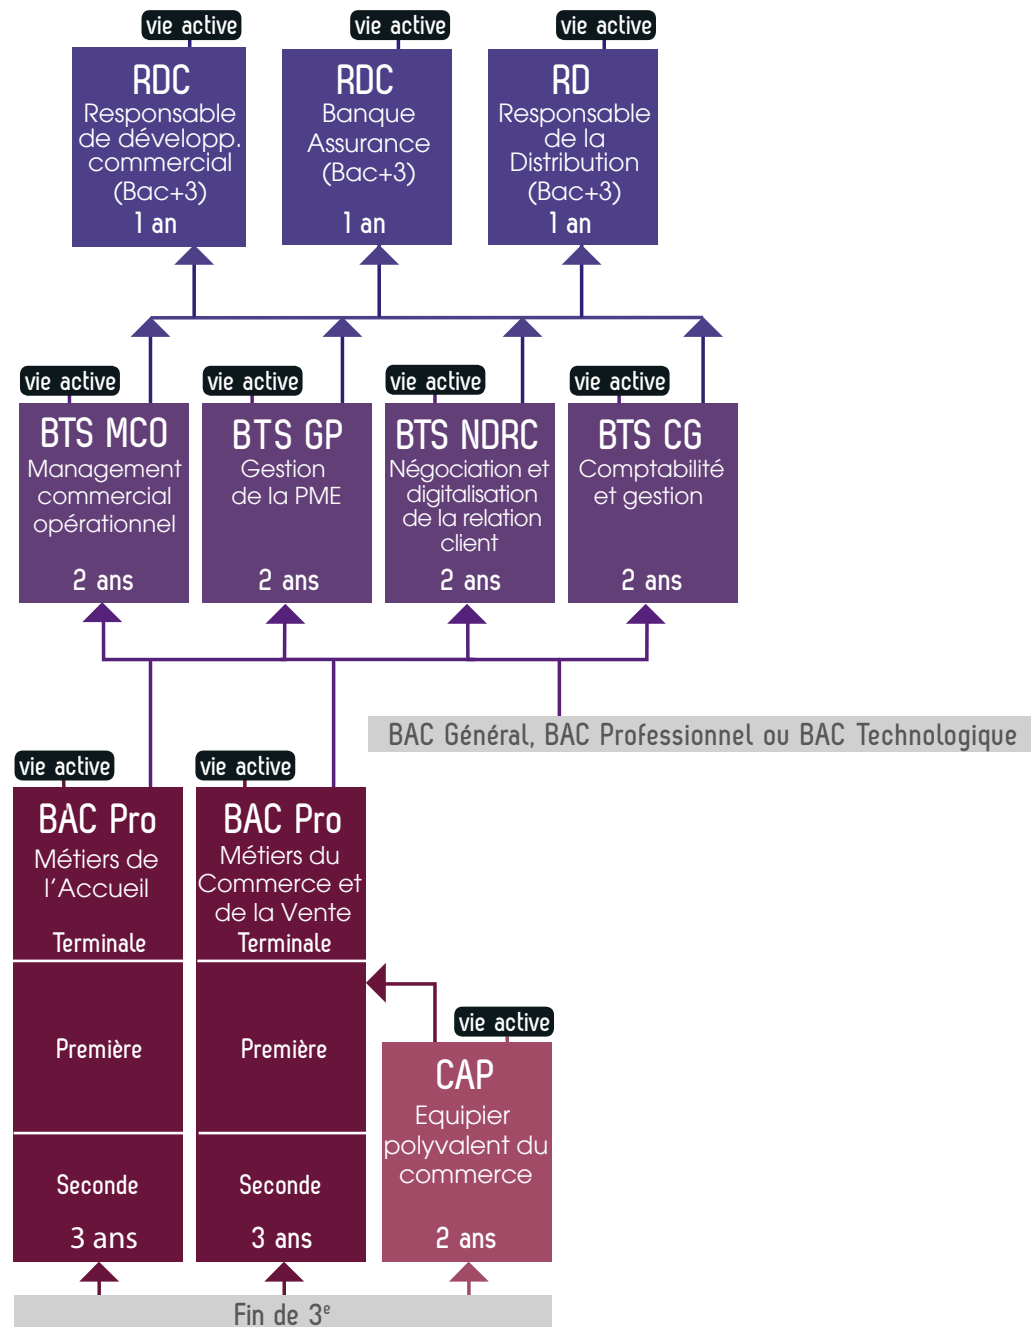 vie active
vie active
vie active
RDC
Responsable
de développ.
commercial
(Bac+3)
1 an
RDC
Banque
Assurance
(Bac+3)
1 an
RD
Responsable
de la
Distribution
(Bac+3)
1 an
vie active
vie active
vie active
vie active
BTS MCO
Management
commercial
opérationnel
2 ans
BTS GP
Gestion
de la PME
2 ans
BTS NDRC
Négociation et
digitalisation
de la relation
client
2 ans
BTS CG
Comptabilité
et gestion
2 ans
BAC Général, BAC Professionnel ou BAC Technologique
vie active
vie active
BAC Pro
Métiers de
l'Accueil
Terminale
Première
Seconde
3 ans
BAC Pro
Métiers du
Commerce et
de la Vente
Terminale
Première
Seconde
3 ans
vie active
CAP
Equipier
polyvalent du
commerce
2 ans
Fin de 3e